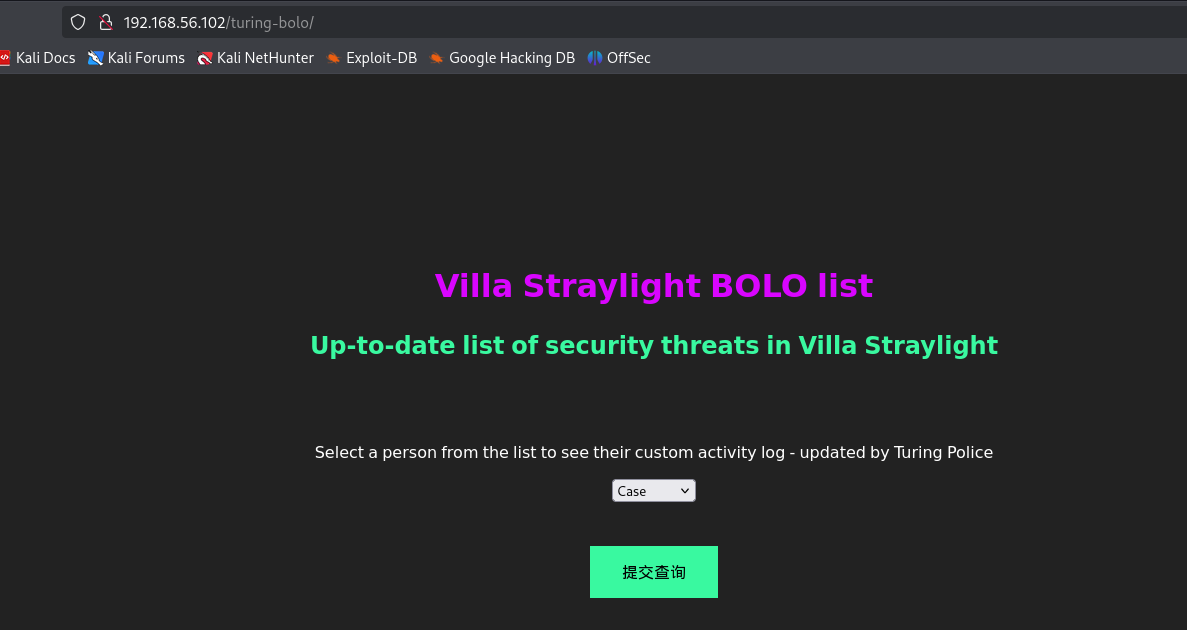 192.168.56.102/turing-bolo/
Kali Docs Kali Forums Kali NetHunter Exploit-DB Google Hacking DB OffSec
Villa Straylight BOLO list
Up-to-date list of security threats in Villa Straylight
Select a person from the list to see their custom activity log - updated by Turing Police
Case
提交查询